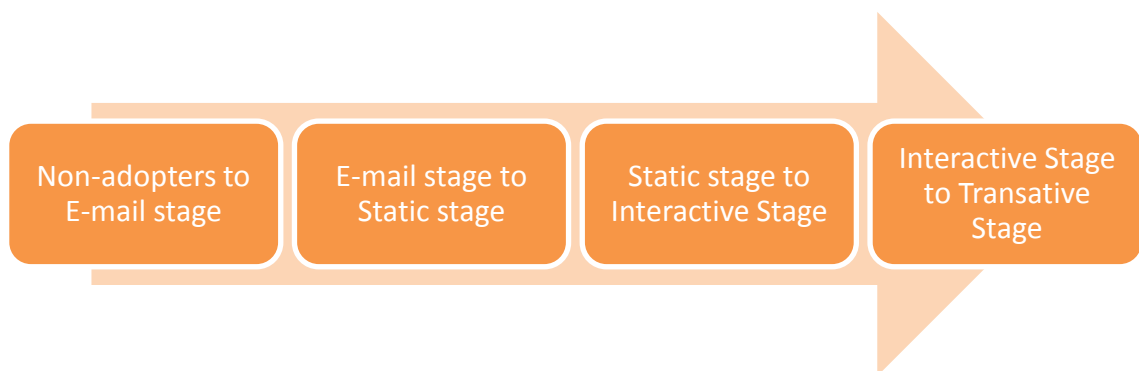 Non-adopters to
E-mail stage
E-mail stage to
Static stage
Static stage to
Interactive Stage
Interactive Stage
to Transative
Stage